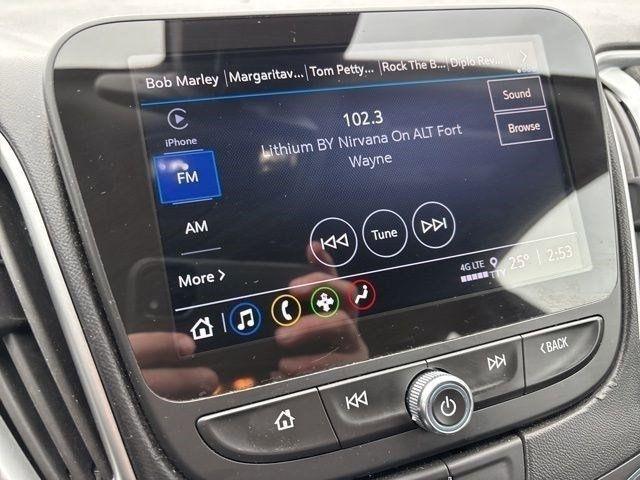 Bob Marley Margaritav... Tom Petty... Rock The B... Diplo Rev...
iPhone
FM
AM
More >
102.3
Lithium BY Nirvana On ALT Fort
Wayne
Sound
Browse
Tune
4G LTE
TTY
25° 2:53
BACK